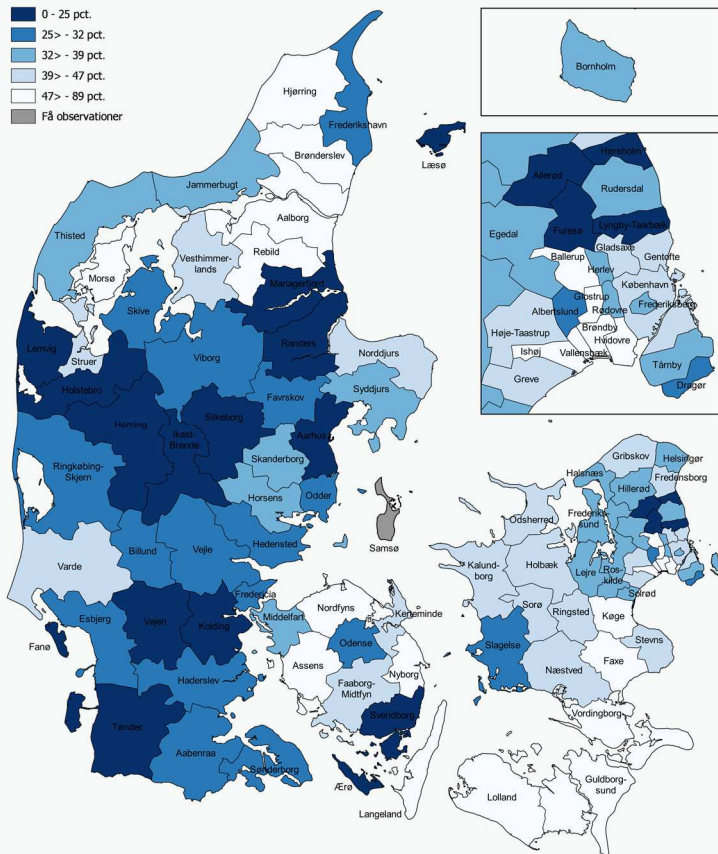 0 - 25 pct.
25> - 32 pct.
32> - 39 pct.
39> - 47 pct.
47> - 89 pct.
Få observationer
Bornholm
Hjørring
Frederikshavn
Læsø
Brønderslev
Jammerbugt
Aalborg
Thisted
Vesthimmer-
lands
Rebild
Morsø
Mariagerfjord
Skive
Lemvig
Struer
Viborg
Randers
Norddjurs
Holstebro
Favrskov
Syddjurs
Herning
Ikast-
Brande
Silkeborg
Aarhus
Skanderborg
Ringkøbing-
Skjern
Horsens
Odder
Samsø
Hedensted
Billund
Vejle
Varde
Fredericia
Middelfart
Nordfyns
Kerteminde
Esbjerg
Vejen
Kolding
Fanø
Odense
Assens
Nyborg
Haderslev
Faaborg-
Midtfyn
Svendborg
Tønder
Aabenraa
Sønderborg
Ærø
Langeland
Hørsholm
Allerød
Rudersdal
Egedal
Furesø
Lyngby-Taarbæk
Gladsaxe
Ballerup
Gentofte
Herlev
København
Glostrup
Frederiksberg
Albertslund
Rødovre
Høje-Taastrup
Brøndby
Hvidovre
Ishøj
Vallensbæk
Tårnby
Greve
Dragør
Gribskov
Helsingør
Halsnæs
Fredensborg
Hillerød
Frederiks-
sund
Odsherred
Kalund-
borg
Holbæk
Lejre
Ros-
kilde
Solrød
Sorø
Ringsted
Køge
Slagelse
Stevns
Næstved
Faxe
Vordingborg
Guldborg-
sund
Lolland